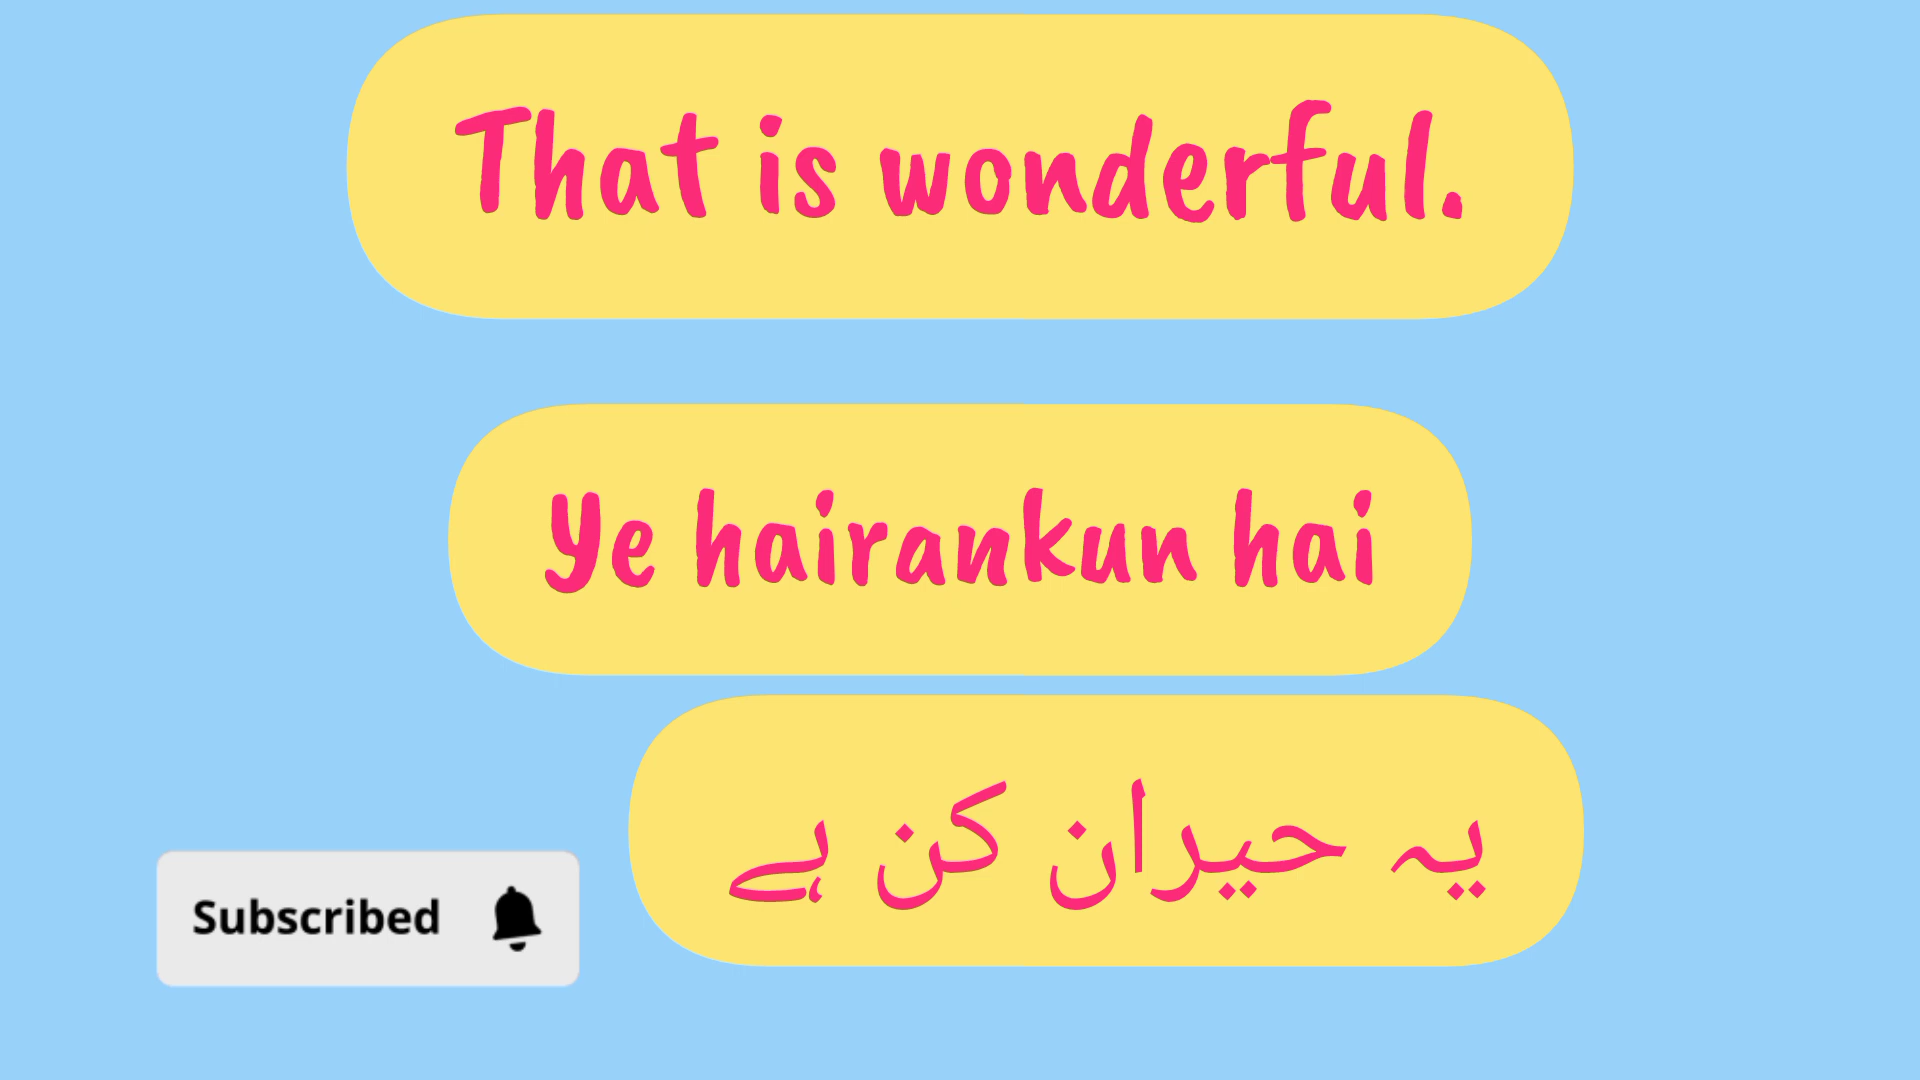 That is wonderful.
Ye hairankun hai
یہ حیران کن ہے
Subscribed